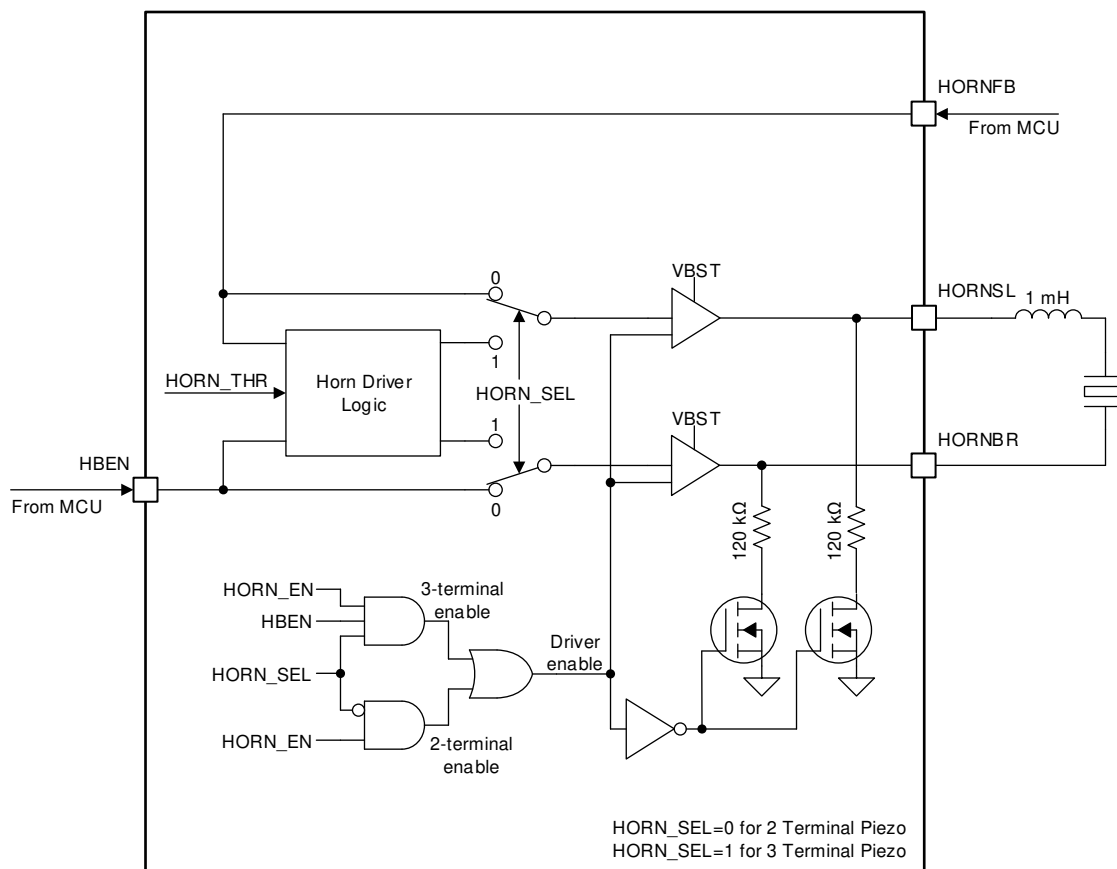 HORNFB
From MCU
0
VBST
HORNSL
1 mH
1
HORN_THR
Horn Driver
Logic
HORN_SEL
1
VBST
HORNBR
HBEN
From MCU
0
120 kΩ
120 kΩ
HORN_EN
3-terminal
enable
HBEN
Driver
enable
HORN_SEL
HORN_EN
2-terminal
enable
HORN_SEL=0 for 2 Terminal Piezo
HORN_SEL=1 for 3 Terminal Piezo